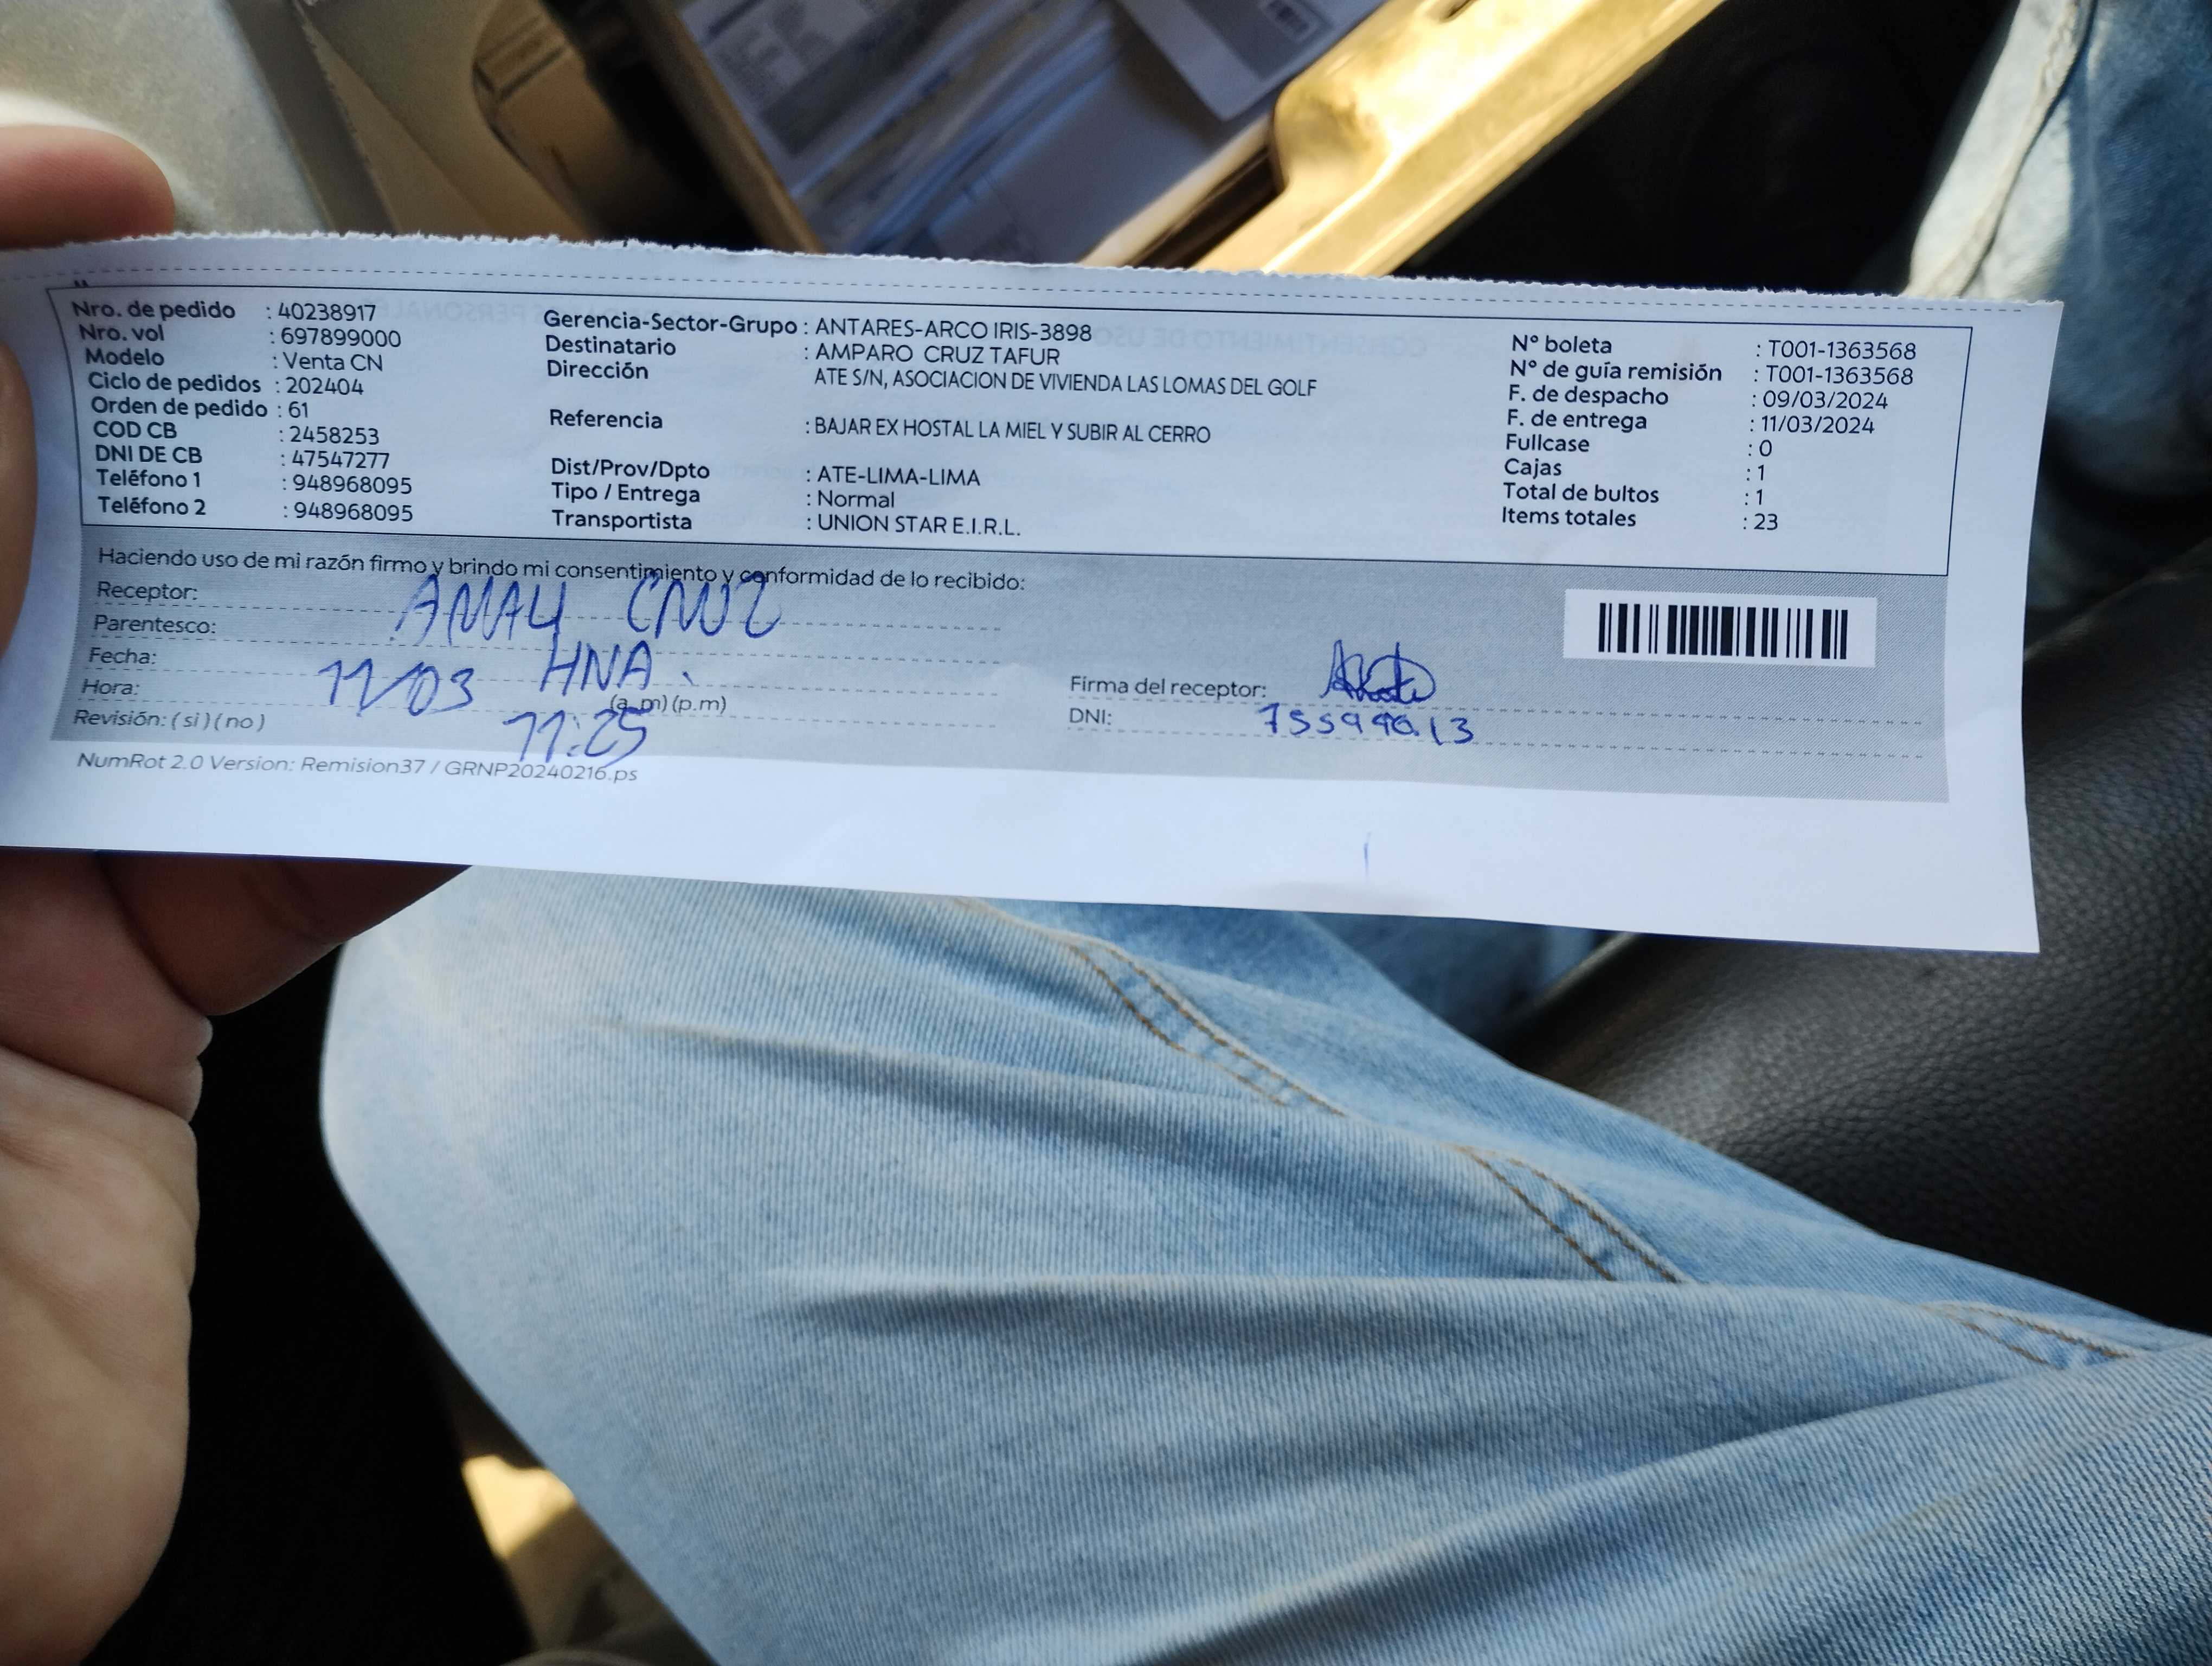 Nro. de pedido : 40238917
Nro. vol : 697899000
Modelo : Venta CN
Ciclo de pedidos : 202404
Orden de pedido : 61
COD CB : 2458253
DNI DE CB : 47547277
Teléfono 1 : 948968095
Teléfono 2 : 948968095
Gerencia-Sector-Grupo : ANTARES-ARCO IRIS-3898
Destinatario : AMPARO CRUZ TAFUR
Dirección ATE S/N, ASOCIACION DE VIVIENDA LAS LOMAS DEL GOLF
Referencia : BAJAR EX HOSTAL LA MIEL Y SUBIR AL CERRO
Dist/Prov/Dpto : ATE-LIMA-LIMA
Tipo / Entrega : Normal
Transportista : UNION STAR E.I.R.L.
N° boleta : T001-1363568
N° de guía remisión : T001-1363568
F. de despacho : 09/03/2024
F. de entrega : 11/03/2024
Fullcase : 0
Cajas : 1
Total de bultos : 1
Items totales : 23
Haciendo uso de mi razón firmo y brindo mi consentimiento y conformidad de lo recibido:
Receptor: ANAY CRUZ
Parentesco: HNA.
Fecha: 11/03
Hora: 11:25 (a.m) (p.m)
Revisión: ( si ) ( no )
Firma del receptor:
DNI:
NumRot 2.0 Version: Remision37 / GRNP20240216.ps